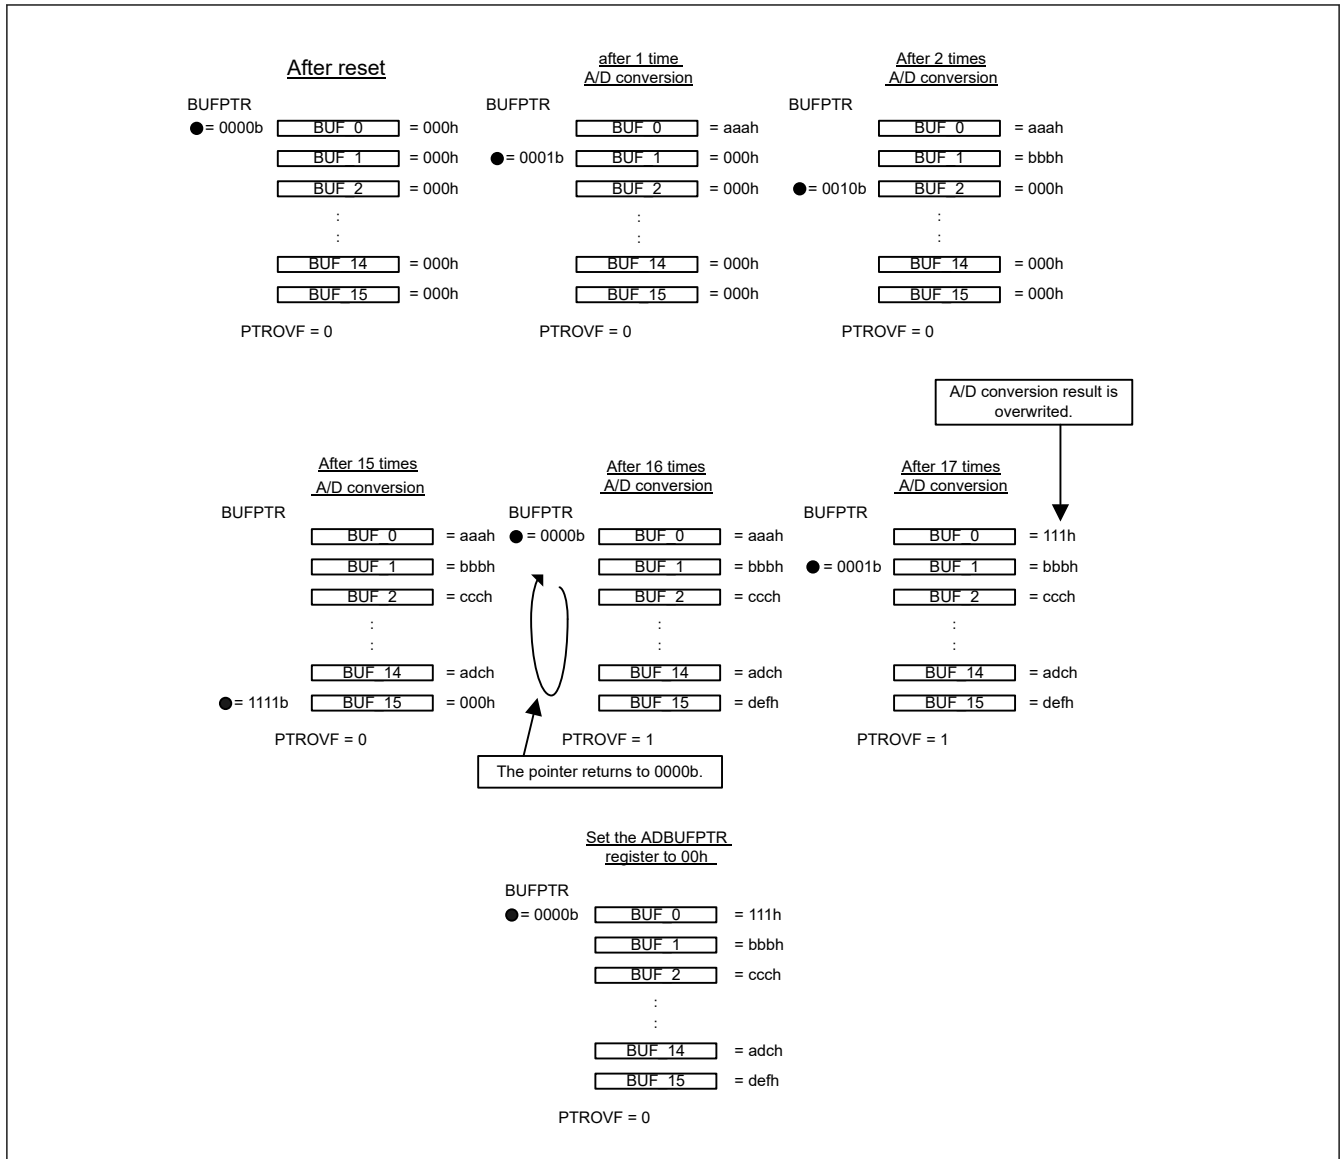 After reset
BUFPTR
= 0000b BUF_0 = 000h
BUF_1 = 000h
BUF_2 = 000h
:
:
BUF_14 = 000h
BUF_15 = 000h
PTROVF = 0
after 1 time
A/D conversion
BUFPTR
BUF_0 = aaah
= 0001b BUF_1 = 000h
BUF_2 = 000h
:
:
BUF_14 = 000h
BUF_15 = 000h
PTROVF = 0
After 2 times
A/D conversion
BUFPTR
BUF_0 = aaah
BUF_1 = bbbh
= 0010b BUF_2 = 000h
:
:
BUF_14 = 000h
BUF_15 = 000h
PTROVF = 0
After 15 times
A/D conversion
BUFPTR
BUF_0 = aaah
BUF_1 = bbbh
BUF_2 = ccch
:
:
BUF_14 = adch
= 1111b BUF_15 = 000h
PTROVF = 0
After 16 times
A/D conversion
BUFPTR
= 0000b BUF_0 = aaah
BUF_1 = bbbh
BUF_2 = ccch
:
:
BUF_14 = adch
BUF_15 = defh
PTROVF = 1
The pointer returns to 0000b.
A/D conversion result is
overwrited.
After 17 times
A/D conversion
BUFPTR
BUF_0 = 111h
= 0001b BUF_1 = bbbh
BUF_2 = ccch
:
:
BUF_14 = adch
BUF_15 = defh
PTROVF = 1
Set the ADBUFPTR
register to 00h
BUFPTR
= 0000b BUF_0 = 111h
BUF_1 = bbbh
BUF_2 = ccch
:
:
BUF_14 = adch
BUF_15 = defh
PTROVF = 0